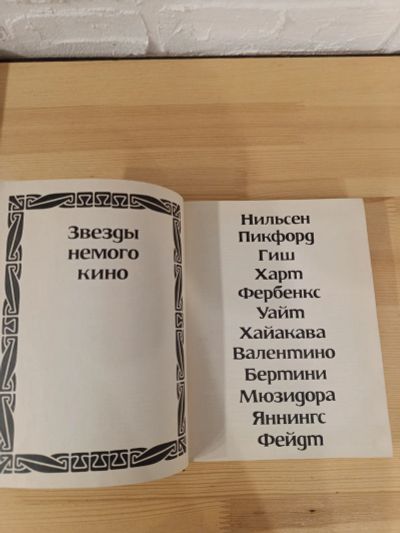 Звезды
немого
кино
Нильсен
Пикфорд
Гиш
Харт
Фербенкс
Уайт
Хайакава
Валентино
Бертини
Мюзидора
Яннингс
Фейдт